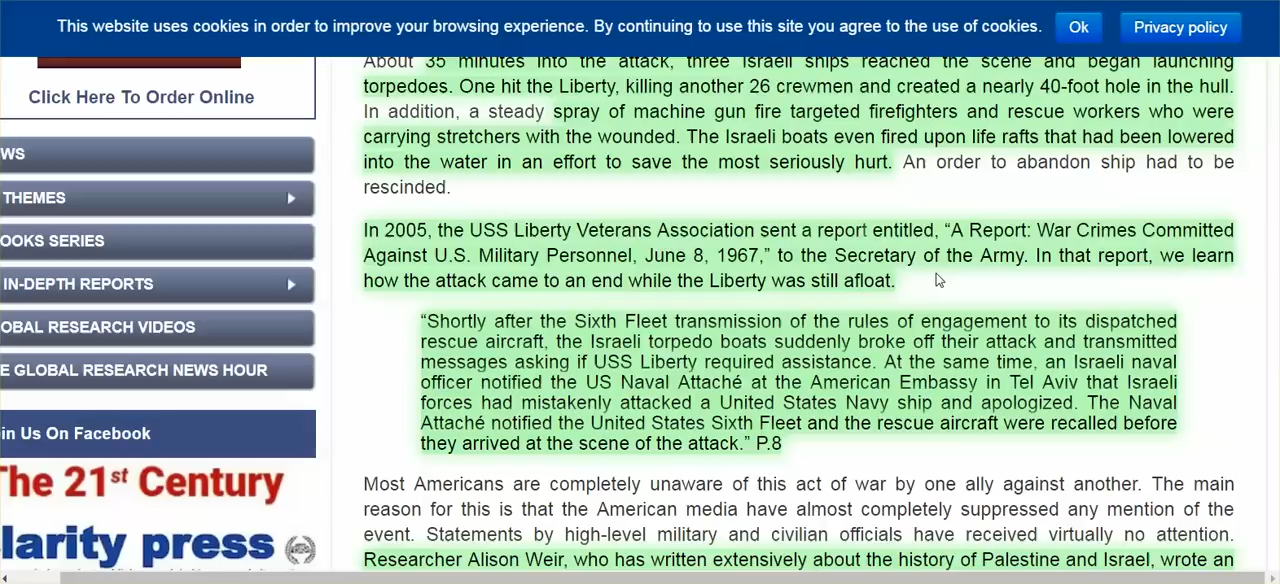 This website uses cookies in order to improve your browsing experience. By continuing to use this site you agree to the use of cookies.
Ok
Privacy policy
Click Here To Order Online
WS
THEMES
OOKS SERIES
IN-DEPTH REPORTS
OBAL RESEARCH VIDEOS
E GLOBAL RESEARCH NEWS HOUR
in Us On Facebook
The 21st Century
larity press
About 35 minutes into the attack, three Israeli ships reached the scene and began launching
torpedoes. One hit the Liberty, killing another 26 crewmen and created a nearly 40-foot hole in the hull.
In addition, a steady spray of machine gun fire targeted firefighters and rescue workers who were
carrying stretchers with the wounded. The Israeli boats even fired upon life rafts that had been lowered
into the water in an effort to save the most seriously hurt. An order to abandon ship had to be
rescinded.
In 2005, the USS Liberty Veterans Association sent a report entitled, “A Report: War Crimes Committed
Against U.S. Military Personnel, June 8, 1967,” to the Secretary of the Army. In that report, we learn
how the attack came to an end while the Liberty was still afloat.
“Shortly after the Sixth Fleet transmission of the rules of engagement to its dispatched
rescue aircraft, the Israeli torpedo boats suddenly broke off their attack and transmitted
messages asking if USS Liberty required assistance. At the same time, an Israeli naval
officer notified the US Naval Attaché at the American Embassy in Tel Aviv that Israeli
forces had mistakenly attacked a United States Navy ship and apologized. The Naval
Attaché notified the United States Sixth Fleet and the rescue aircraft were recalled before
they arrived at the scene of the attack.” P.8
Most Americans are completely unaware of this act of war by one ally against another. The main
reason for this is that the American media have almost completely suppressed any mention of the
event. Statements by high-level military and civilian officials have received virtually no attention.
Researcher Alison Weir, who has written extensively about the history of Palestine and Israel, wrote an